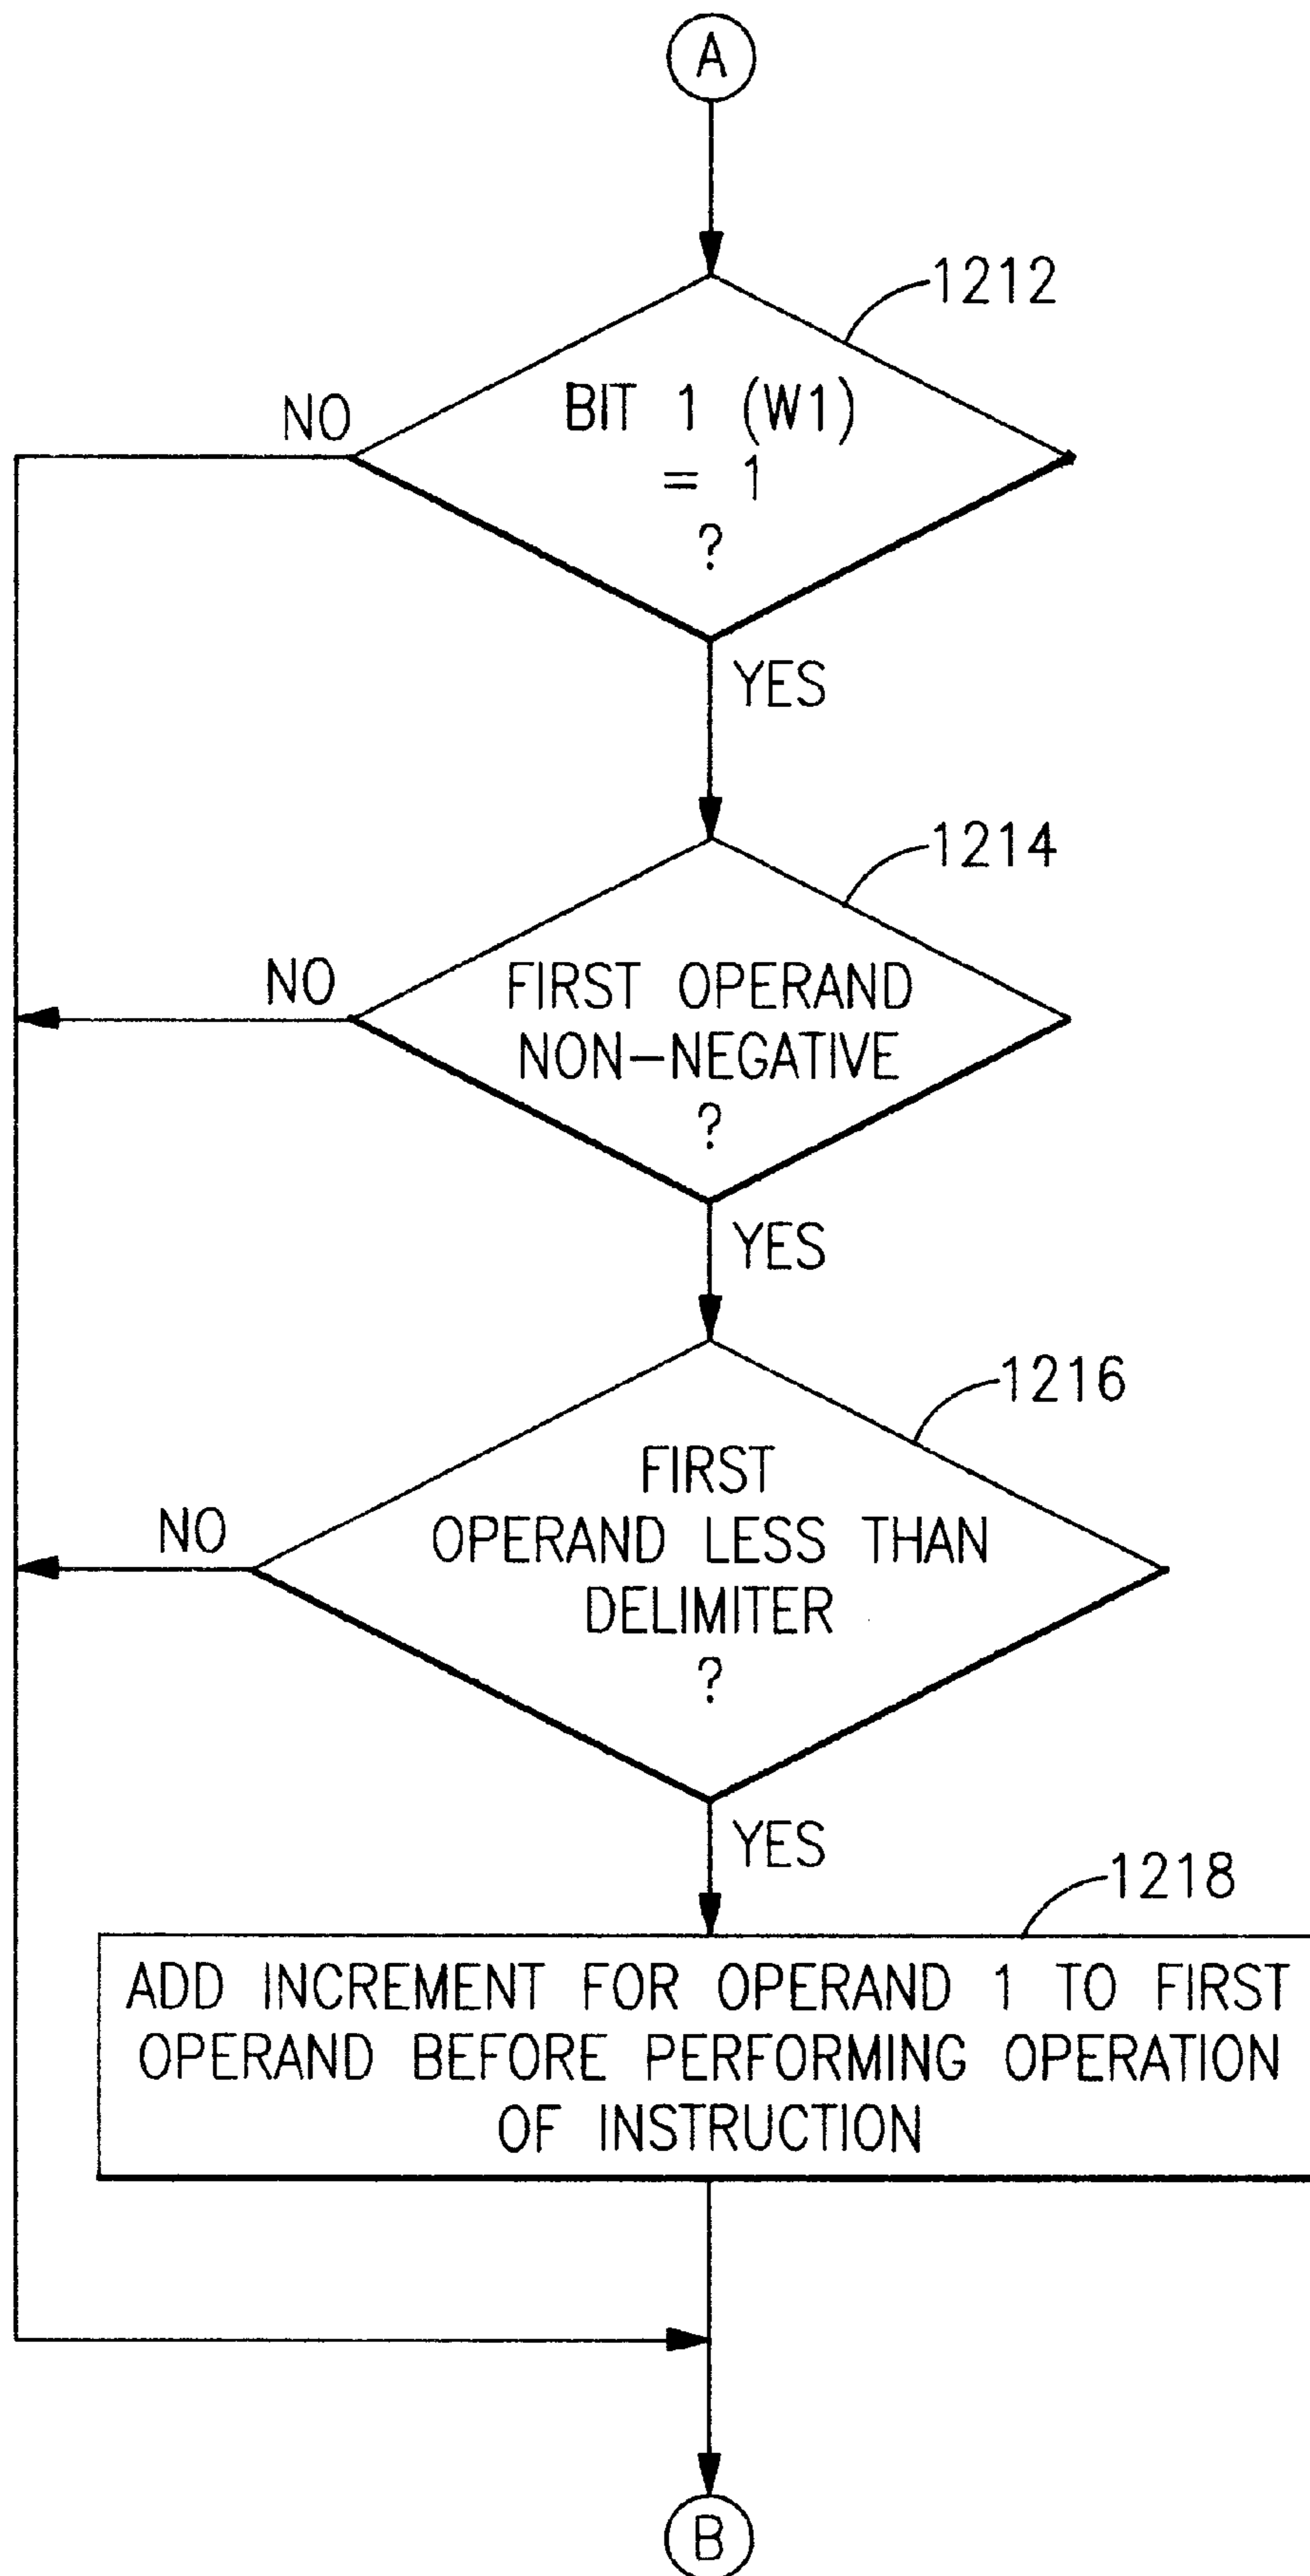 A
1212
BIT 1 (W1)
= 1
?
NO
YES
1214
FIRST OPERAND
NON-NEGATIVE
?
NO
YES
1216
FIRST
OPERAND LESS THAN
DELIMITER
?
NO
YES
1218
ADD INCREMENT FOR OPERAND 1 TO FIRST
OPERAND BEFORE PERFORMING OPERATION
OF INSTRUCTION
B